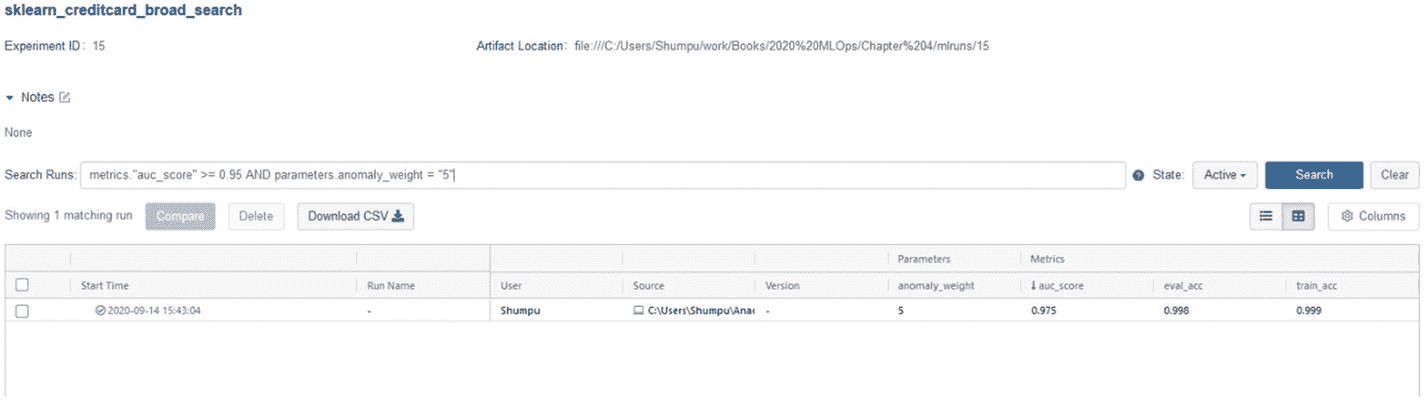 sklearn_creditcard_broad_search
Experiment ID: 15 Artifact Location: file:///C:/Users/Shumpu/work/Books/2020%20MLOps/Chapter%204/mlruns/15
Notes
None
Search Runs: metrics."auc_score" >= 0.95 AND parameters.anomaly_weight = "5" ? State: Active Search Clear
Showing 1 matching run Compare Delete Download CSV Columns
Parameters Metrics
Start Time Run Name User Source Version anomaly_weight ↓ auc_score eval_acc train_acc
2020-09-14 15:43:04 - Shumpu C:\Users\Shumpu\Anac - 5 0.975 0.998 0.999